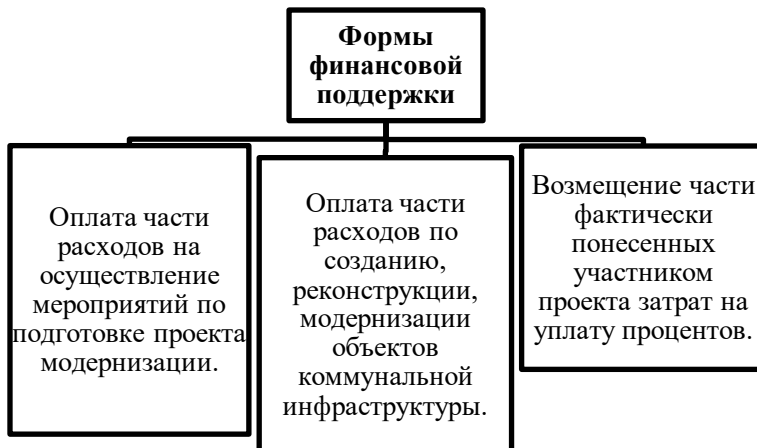 Формы
финансовой
поддержки
Оплата части
расходов на
осуществление
мероприятий по
подготовке проекта
модернизации.
Оплата части
расходов по
созданию,
реконструкции,
модернизации
объектов
коммунальной
инфраструктуры.
Возмещение части
фактически
понесенных
участником
проекта затрат на
уплату процентов.